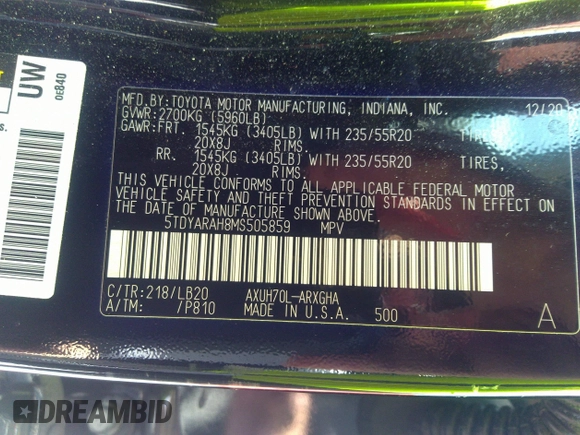 UW
0E840
s.
MFD.BY:TOYOTA MOTOR MANUFACTURING, INDIANA, INC. 12/20
GVWR:2700KG (5960LB)
GAWR:FRT. 1545KG (3405LB) WITH 235/55R20 TIRES,
20X8J RIMS.
RR. 1545KG (3405LB) WITH 235/55R20 TIRES,
20X8J RIMS.
THIS VEHICLE CONFORMS TO ALL APPLICABLE FEDERAL MOTOR
VEHICLE SAFETY AND THEFT PREVENTION STANDARDS IN EFFECT ON
THE DATE OF MANUFACTURE SHOWN ABOVE.
5TDYARAH8MS505859 MPV
C/TR:218/LB20 AXUH70L-ARXGHA
A/TM: /P810 MADE IN U.S.A. 500 A
DREAMBID